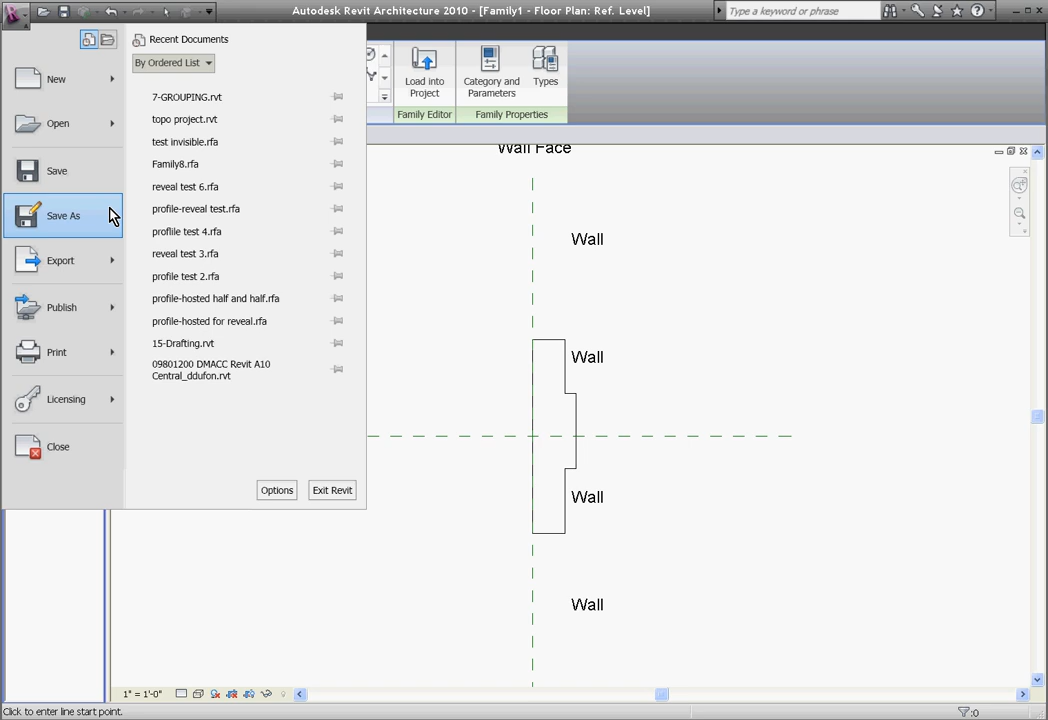 Autodesk Revit Architecture 2010 - [Family1 - Floor Plan: Ref. Level]
Type a keyword or phrase
Recent Documents
By Ordered List
New
Open
Save
Save As
Export
Publish
Print
Licensing
Close
7-GROUPING.rvt
topo project.rvt
test invisible.rfa
Family8.rfa
reveal test 6.rfa
profile-reveal test.rfa
proflile test 4.rfa
reveal test 3.rfa
profile test 2.rfa
profile-hosted half and half.rfa
profile-hosted for reveal.rfa
15-Drafting.rvt
09801200 DMACC Revit A10
Central_ddufon.rvt
Options
Exit Revit
Load into
Project
Category and
Parameters
Types
Family Editor
Family Properties
Wall Face
Wall
Wall
Wall
Wall
1" = 1'-0"
Click to enter line start point.
:0